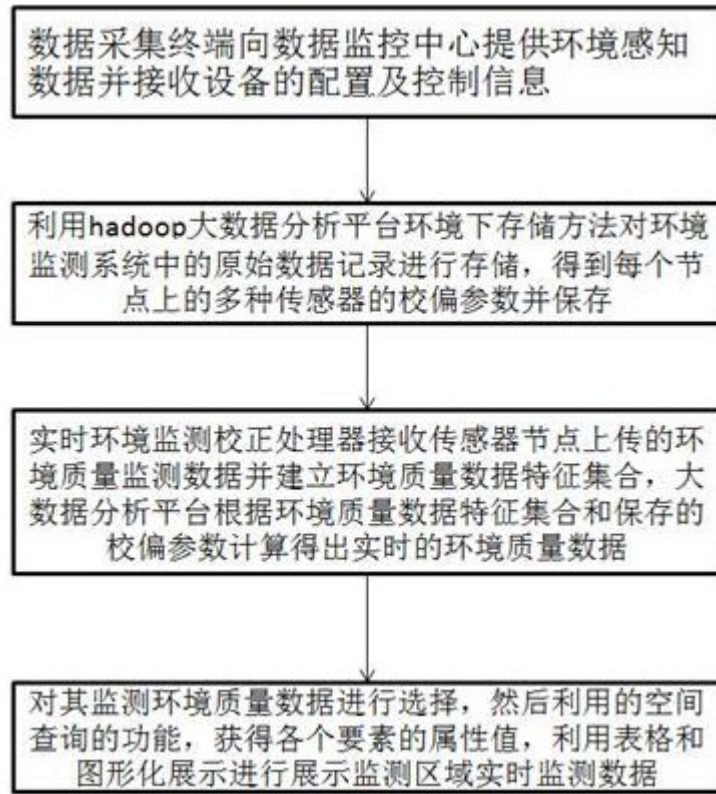 数据采集终端向数据监控中心提供环境感知
数据并接收设备的配置及控制信息
利用hadoop大数据分析平台环境下存储方法对环境
监测系统中的原始数据记录进行存储，得到每个节
点上的多种传感器的校偏参数并保存
实时环境监测校正处理器接收传感器节点上传的环
境质量监测数据并建立环境质量数据特征集合，大
数据分析平台根据环境质量数据特征集合和保存的
校偏参数计算得出实时的环境质量数据
对其监测环境质量数据进行选择，然后利用的空间
查询的功能，获得各个要素的属性值，利用表格和
图形化展示进行展示监测区域实时监测数据